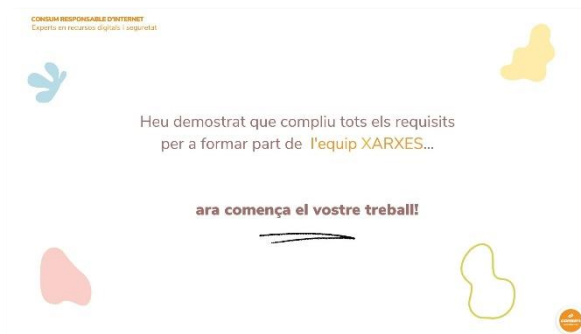 CONSUM RESPONSABLE D'INTERNET
Experts en recursos digitals i seguretat
Heu demostrat que compliu tots els requisits
per a formar part de l'equip XARXES...
ara comença el vostre treball!